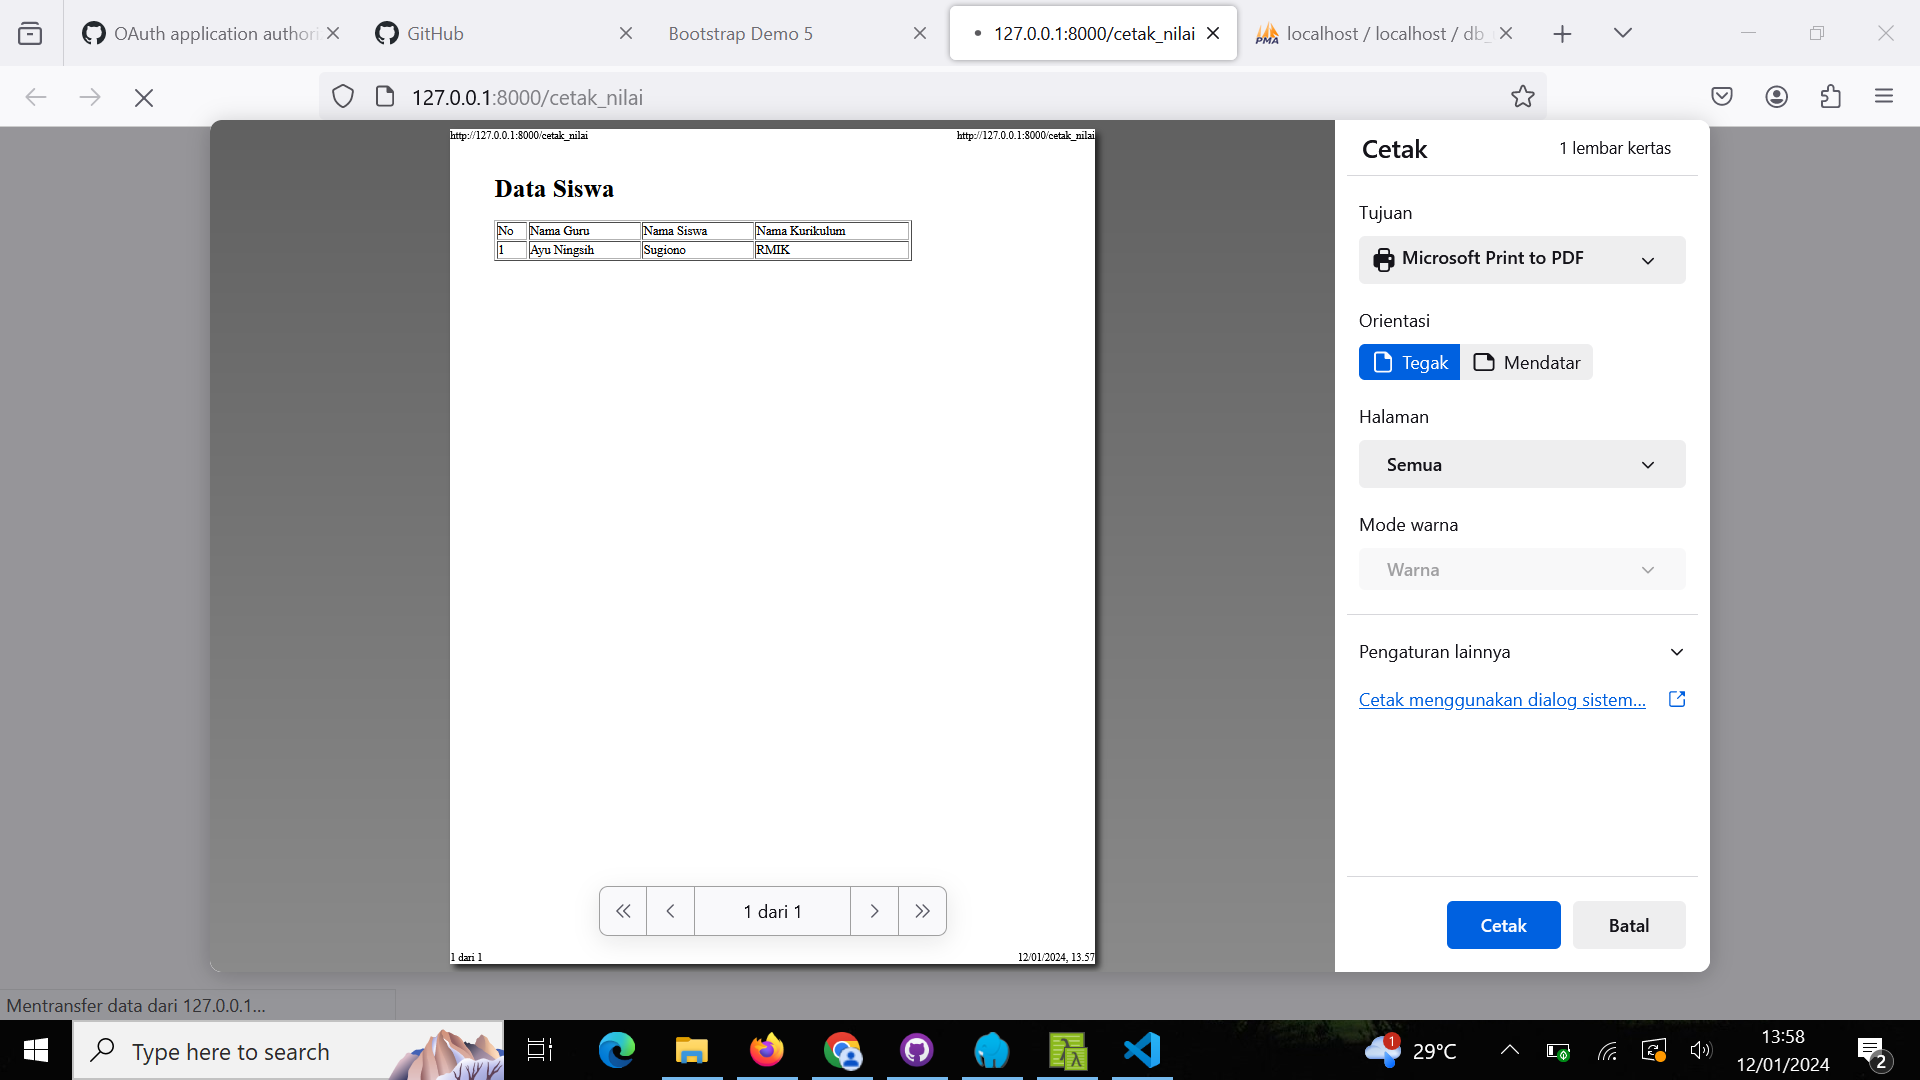 OAuth application authori
GitHub
Bootstrap Demo 5
127.0.0.1:8000/cetak_nilai
PMA
localhost / localhost / db_
127.0.0.1:8000/cetak_nilai
http://127.0.0.1:8000/cetak_nilai
http://127.0.0.1:8000/cetak_nilai
Data Siswa
No Nama Guru Nama Siswa Nama Kurikulum
1 Ayu Ningsih Sugiono RMIK
1 dari 1
1 dari 1
12/01/2024, 13.57
Cetak
1 lembar kertas
Tujuan
Microsoft Print to PDF
Orientasi
Tegak
Mendatar
Halaman
Semua
Mode warna
Warna
Pengaturan lainnya
Cetak menggunakan dialog sistem...
Cetak
Batal
Mentransfer data dari 127.0.0.1...
Type here to search
1
29°C
13:58
12/01/2024
2